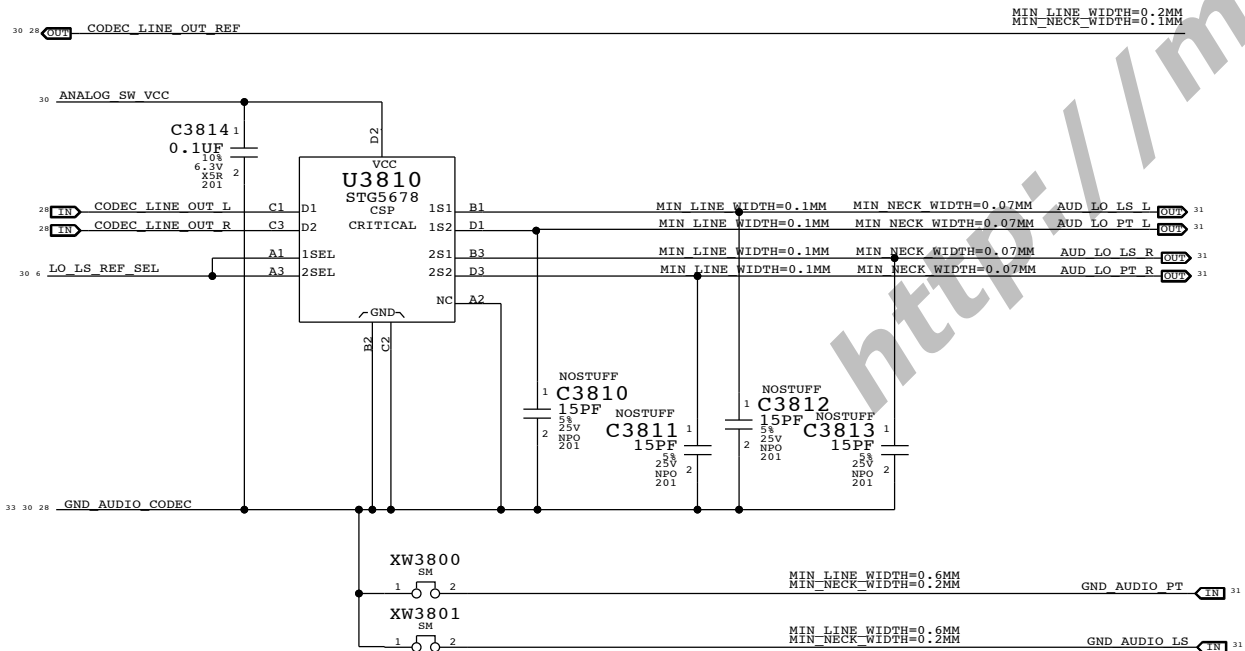 MIN_LINE_WIDTH=0.2MM
MIN_NECK_WIDTH=0.1MM
30 28 OUT CODEC_LINE_OUT_REF
30 ANALOG_SW_VCC
C3814
1
0.1UF
10%
6.3V
X5R
201
2
D2
VCC
U3810
STG5678
CSP
CRITICAL
28 IN CODEC_LINE_OUT_L C1 D1
1S1 B1 MIN_LINE_WIDTH=0.1MM MIN_NECK_WIDTH=0.07MM AUD_LO_LS_L OUT 31
28 IN CODEC_LINE_OUT_R C3 D2
1S2 D1 MIN_LINE_WIDTH=0.1MM MIN_NECK_WIDTH=0.07MM AUD_LO_PT_L OUT 31
A1 1SEL
2S1 B3 MIN_LINE_WIDTH=0.1MM MIN_NECK_WIDTH=0.07MM AUD_LO_LS_R OUT 31
30 6 LO_LS_REF_SEL A3 2SEL
2S2 D3 MIN_LINE_WIDTH=0.1MM MIN_NECK_WIDTH=0.07MM AUD_LO_PT_R OUT 31
NC A2
GND
B2 C2
NOSTUFF
C3810
1
15PF
5%
25V
NPO
201
2
NOSTUFF
C3811
1
15PF
5%
25V
NPO
201
2
NOSTUFF
C3812
1
15PF
5%
25V
NPO
201
2
NOSTUFF
C3813
1
15PF
5%
25V
NPO
201
2
33 30 28 GND_AUDIO_CODEC
XW3800
SM
1 2
MIN_LINE_WIDTH=0.6MM
MIN_NECK_WIDTH=0.2MM
GND_AUDIO_PT IN 31
XW3801
SM
1 2
MIN_LINE_WIDTH=0.6MM
MIN_NECK_WIDTH=0.2MM
GND_AUDIO_LS IN 31
http://m